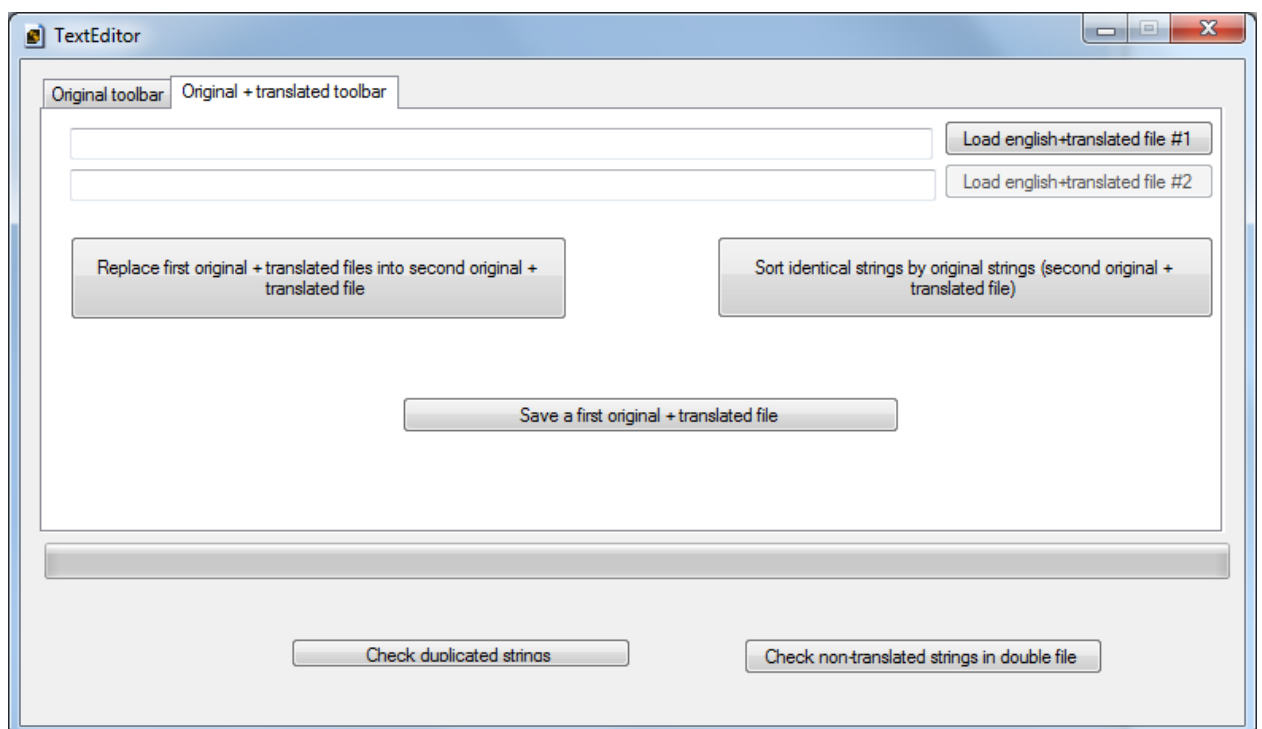 TextEditor
Original toolbar
Original + translated toolbar
Load english+translated file #1
Load english+translated file #2
Replace first original + translated files into second original +
translated file
Sort identical strings by original strings (second original +
translated file)
Save a first original + translated file
Check duplicated strings
Check non-translated strings in double file